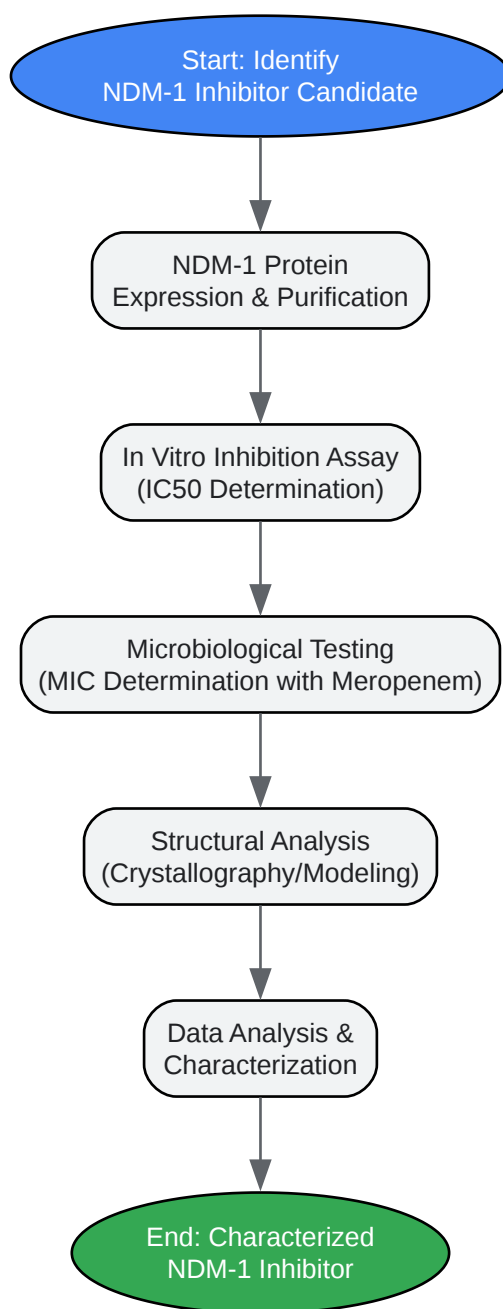 Start: Identify
NDM-1 Inhibitor Candidate
NDM-1 Protein
Expression & Purification
In Vitro Inhibition Assay
(IC50 Determination)
Microbiological Testing
(MIC Determination with Meropenem)
Structural Analysis
(Crystallography/Modeling)
Data Analysis &
Characterization
End: Characterized
NDM-1 Inhibitor